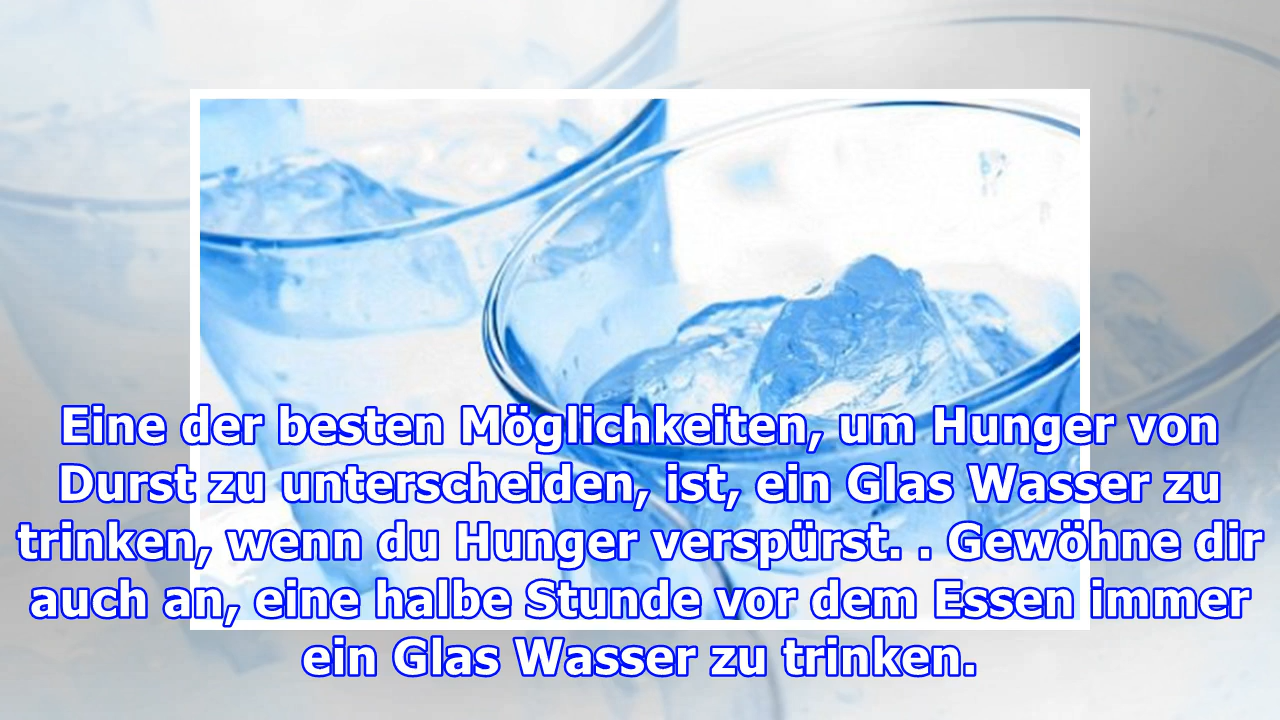 Eine der besten Möglichkeiten, um Hunger von
Durst zu unterscheiden, ist, ein Glas Wasser zu
trinken, wenn du Hunger verspürst. . Gewöhne dir
auch an, eine halbe Stunde vor dem Essen immer
ein Glas Wasser zu trinken.